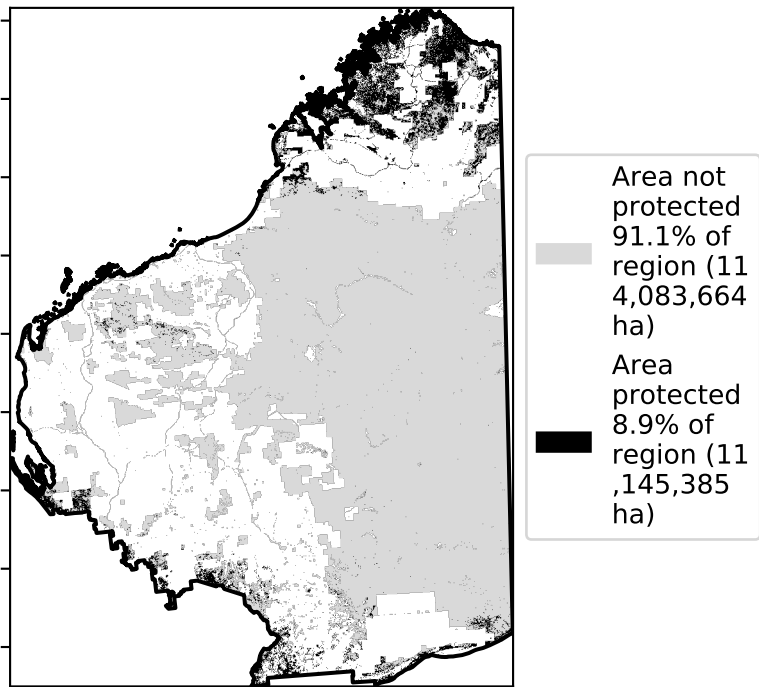 Area not
protected
91.1% of
region (11
4,083,664
ha)
Area
protected
8.9% of
region (11
,145,385
ha)